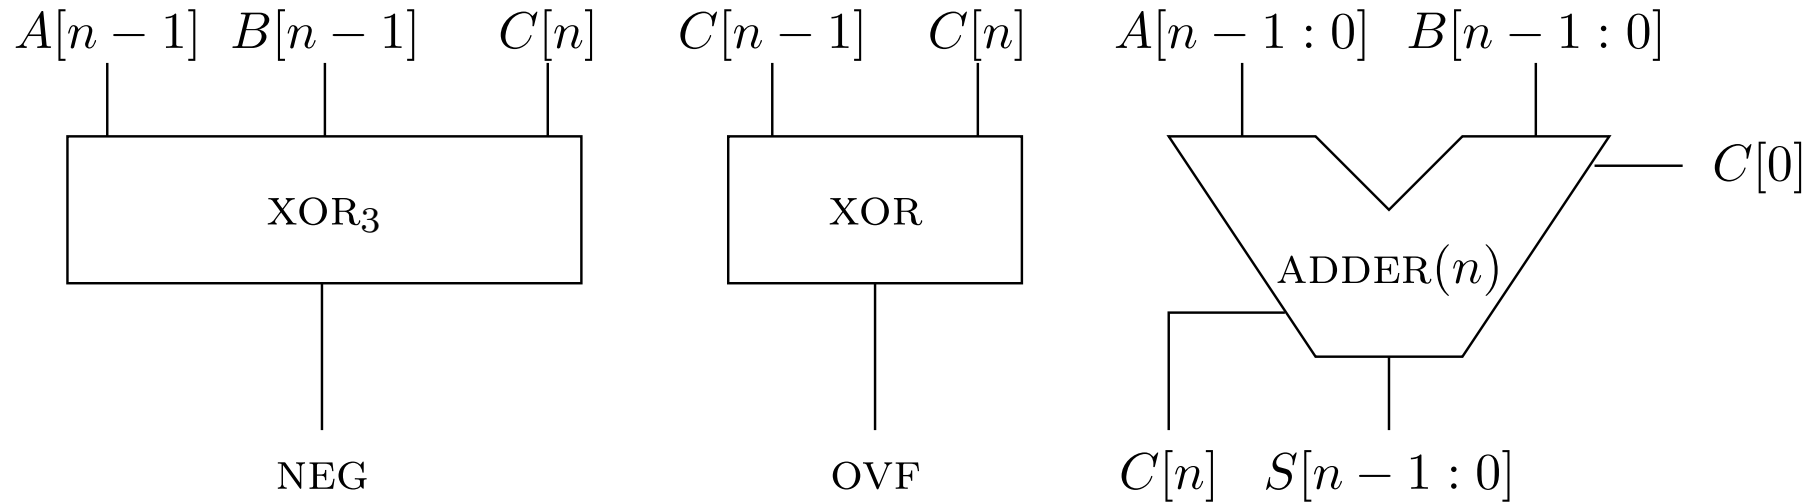 A[n − 1] B[n − 1] C[n] C[n − 1] C[n] A[n − 1 : 0] B[n − 1 : 0]
C[0]
XOR₃ XOR
ADDER(n)
NEG OVF C[n] S[n − 1 : 0]